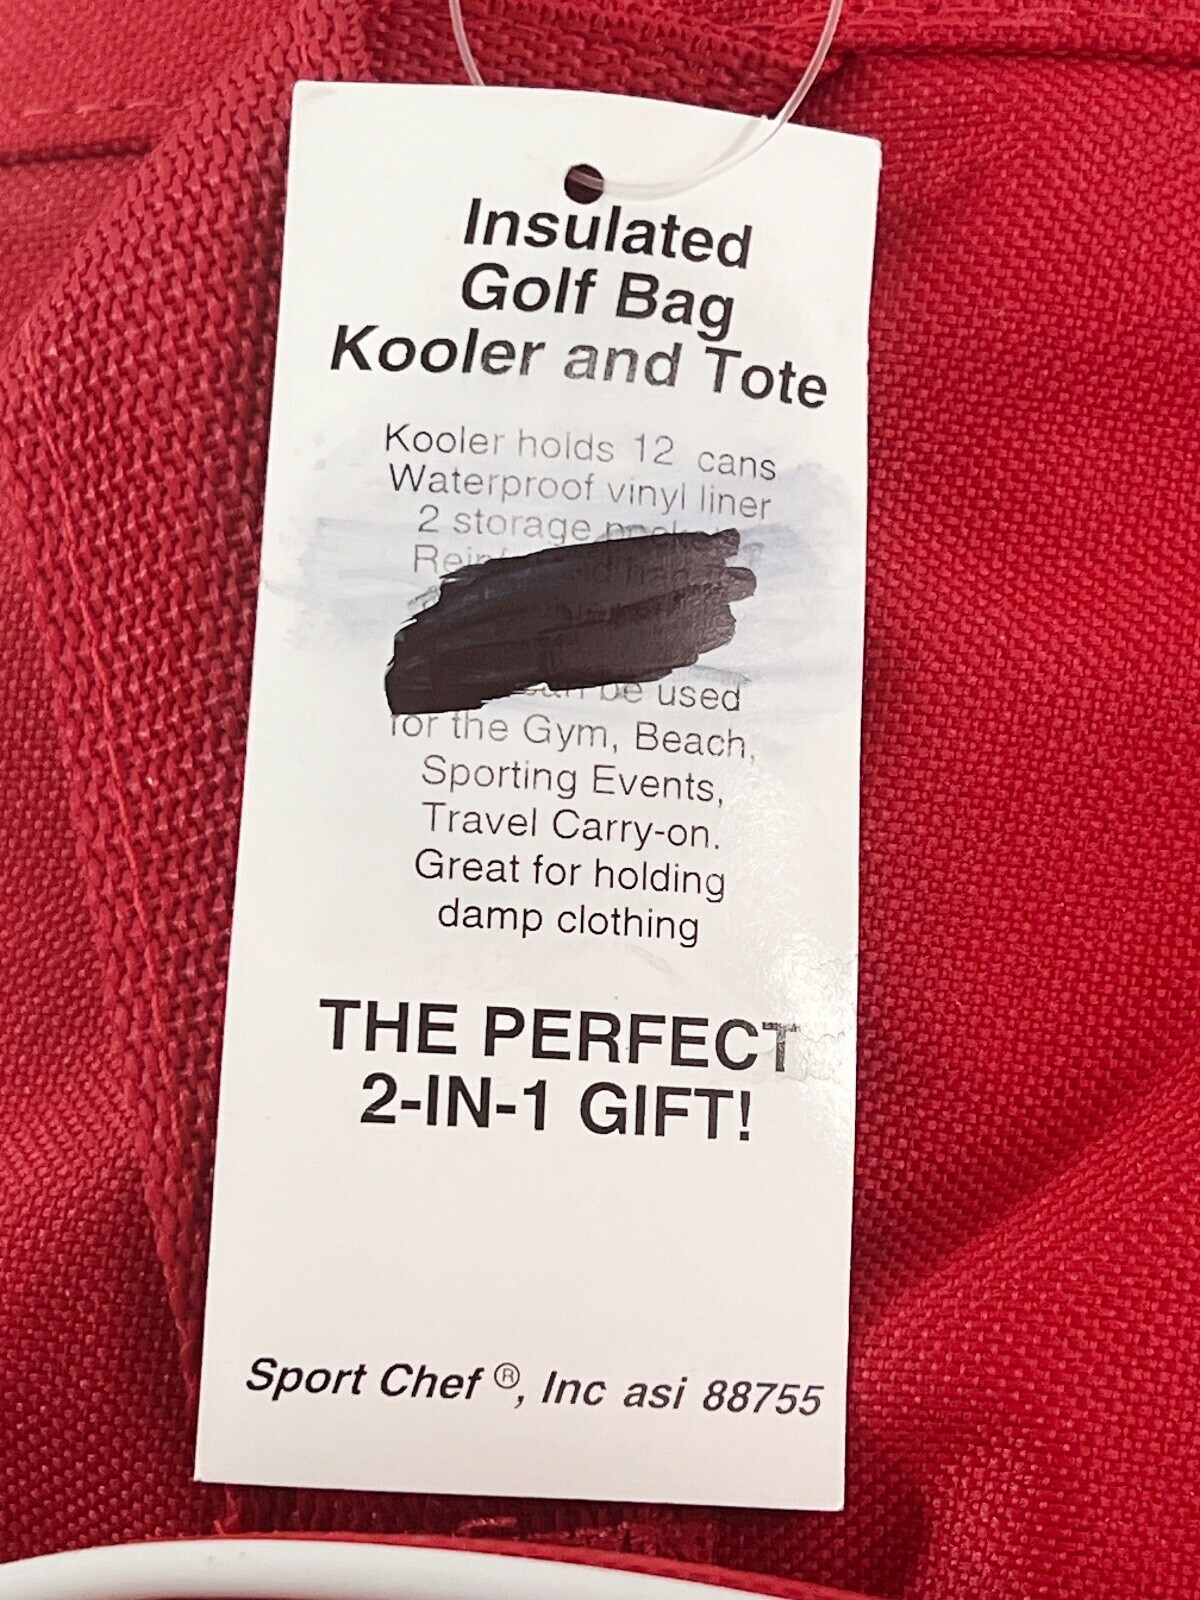 Insulated
Golf Bag
Kooler and Tote
Kooler holds 12 cans
Waterproof vinyl liner
2 storage pockets
be used
for the Gym, Beach,
Sporting Events,
Travel Carry-on.
Great for holding
damp clothing
THE PERFECT
2-IN-1 GIFT!
Sport Chef ®, Inc asi 88755